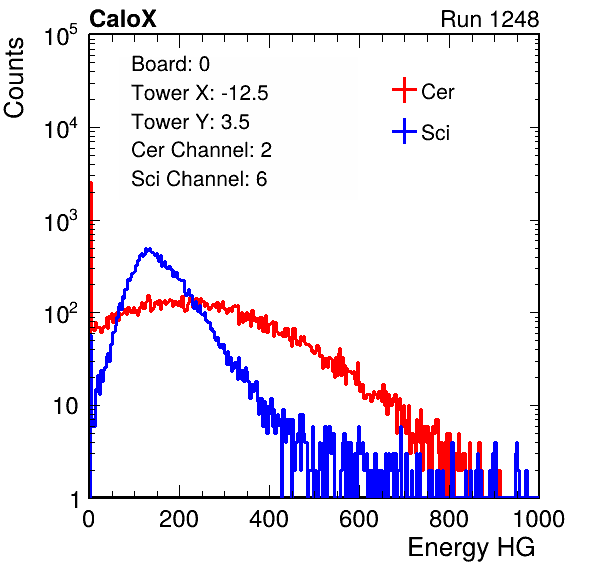 CaloX Run 1248
Counts
Board: 0
Tower X: -12.5
Tower Y: 3.5
Cer Channel: 2
Sci Channel: 6
Cer
Sci
10^5
10^4
10^3
10^2
10
1
0 200 400 600 800 1000
Energy HG